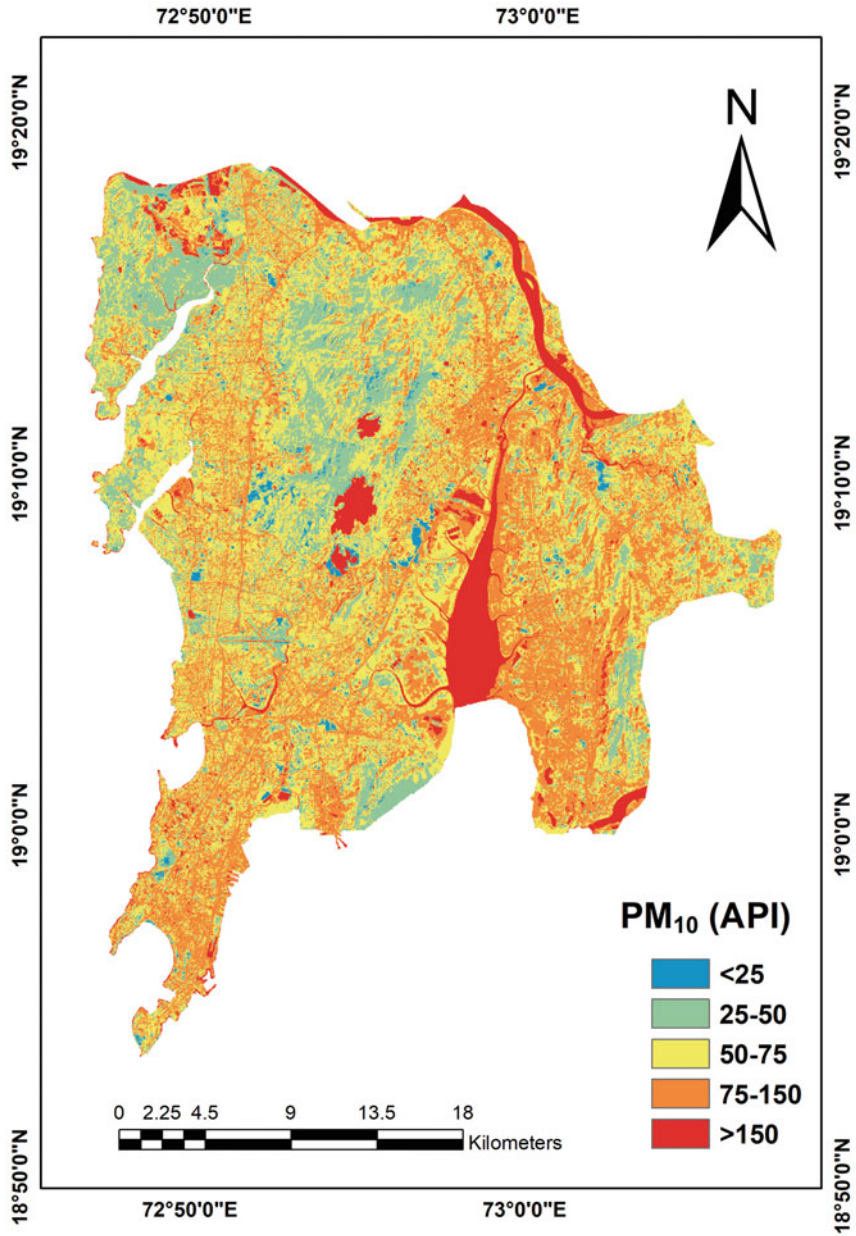 72°50'0"E 73°0'0"E
19°20'0"N 19°20'0"N
N
19°10'0"N 19°10'0"N
19°0'0"N 19°0'0"N
PM₁₀ (API)
<25
25-50
50-75
75-150
>150
0 2.25 4.5 9 13.5 18
Kilometers
18°50'0"N 18°50'0"N
72°50'0"E 73°0'0"E